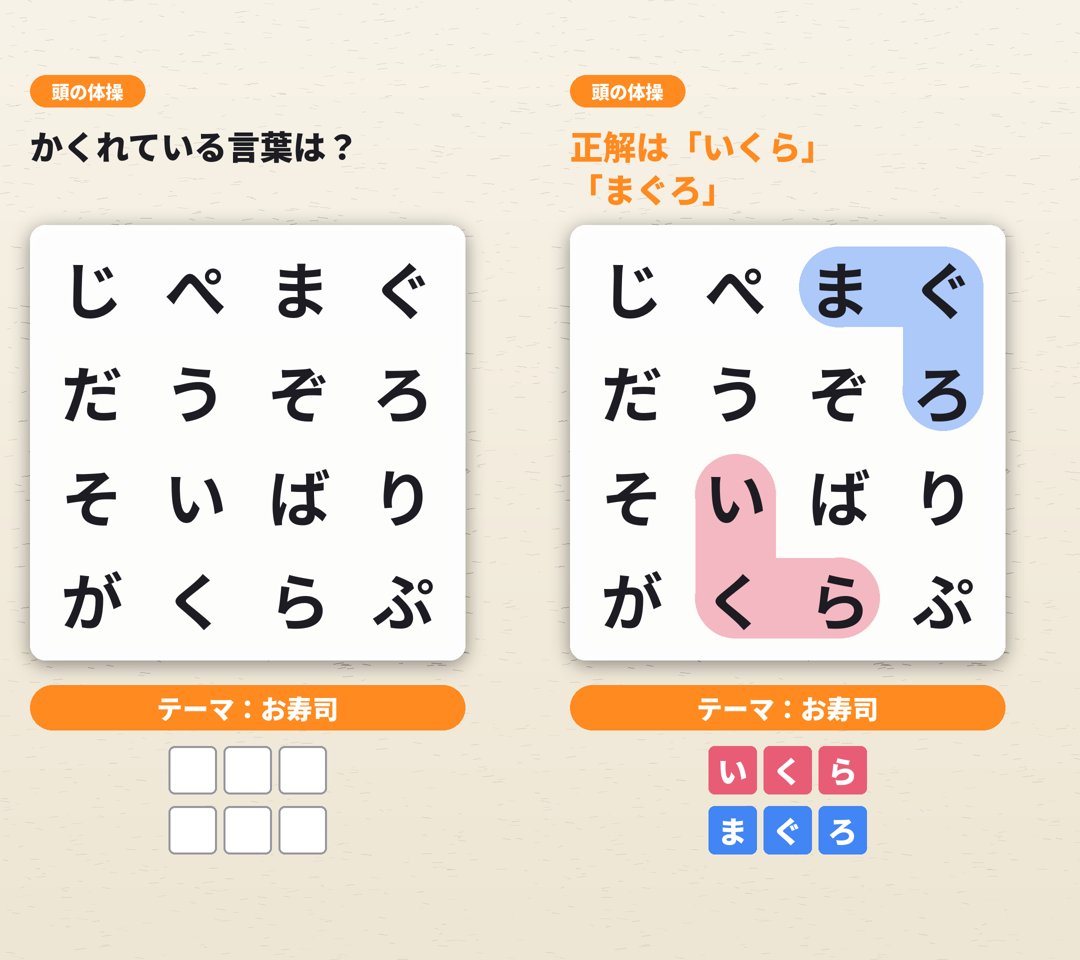 頭の体操
かくれている言葉は？
じ ぺ ま ぐ
だ う ぞ ろ
そ い ば り
が く ら ぷ
テーマ：お寿司
頭の体操
正解は「いくら」
「まぐろ」
じ ぺ ま ぐ
だ う ぞ ろ
そ い ば り
が く ら ぷ
テーマ：お寿司
いくら
まぐろ